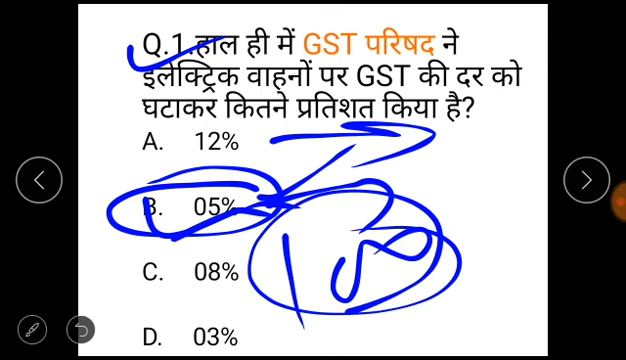 Q.1.हाल ही में GST परिषद ने
इलेक्ट्रिक वाहनों पर GST की दर को
घटाकर कितने प्रतिशत किया है?
A. 12%
B. 05%
C. 08%
D. 03%